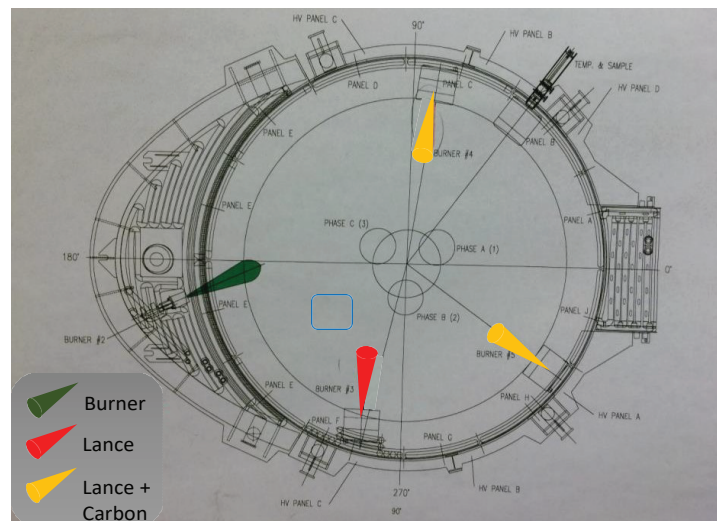 HV PANEL C
90°
HV PANEL B
TEMP. & SAMPLE
PANEL D
PANEL C
HV PANEL D
PANEL E
BURNER #4
PANEL B
PANEL E
PANEL A
PHASE C (3)
PHASE A (1)
180°
0°
PANEL E
PHASE B (2)
PANEL J
BURNER #2
BURNER #5
PANEL E
BURNER #3
PANEL H
HV PANEL A
PANEL F
PANEL G
270°
HV PANEL C
HV PANEL B
90°
Burner
Lance
Lance +
Carbon